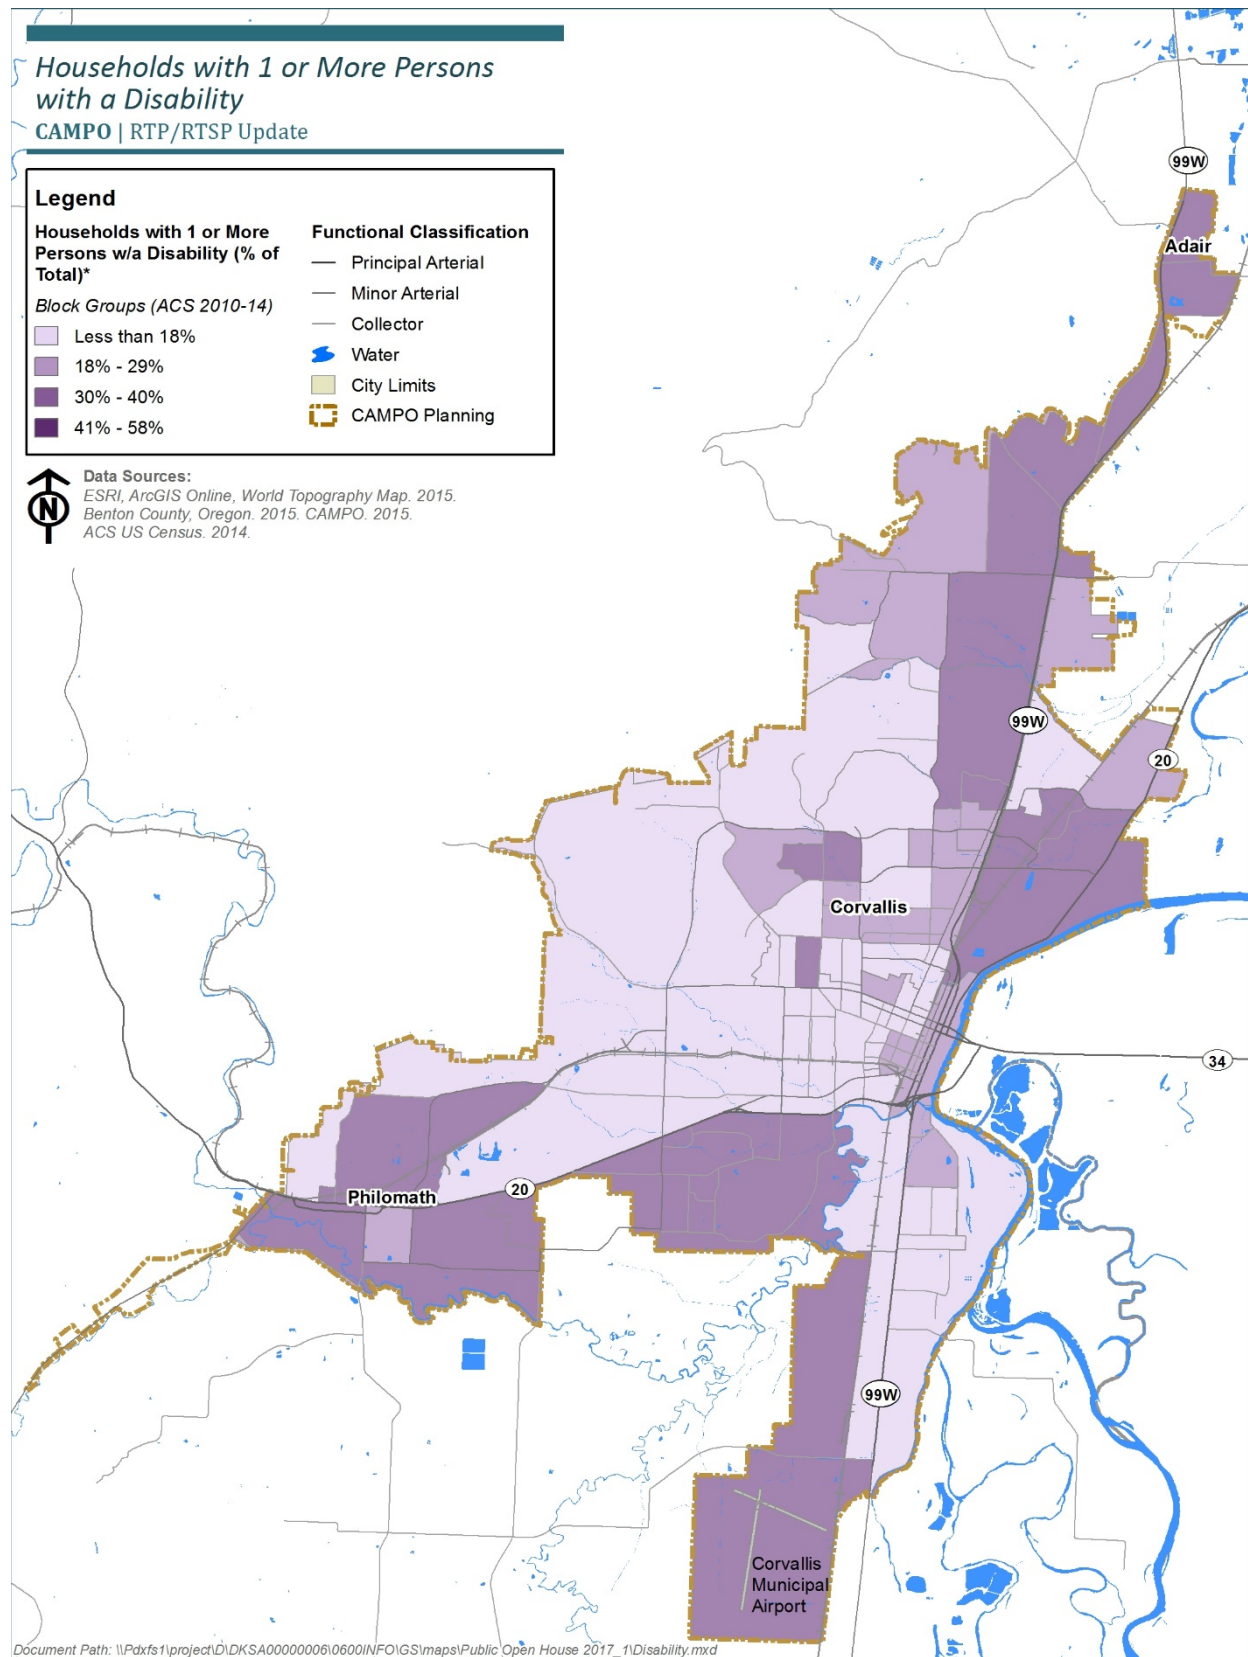 Households with 1 or More Persons
with a Disability
CAMPO | RTP/RTSP Update
Legend
Households with 1 or More
Persons w/a Disability (% of
Total)*
Block Groups (ACS 2010-14)
Less than 18%
18% - 29%
30% - 40%
41% - 58%
Functional Classification
Principal Arterial
Minor Arterial
Collector
Water
City Limits
CAMPO Planning
N
Data Sources:
ESRI, ArcGIS Online, World Topography Map. 2015.
Benton County, Oregon. 2015. CAMPO. 2015.
ACS US Census. 2014.
99W
Adair
99W
20
Corvallis
34
20
Philomath
99W
Corvallis
Municipal
Airport
Document Path: \\Pdxfs1\project\D\DKSA00000006\0600INFO\GS\maps\Public Open House 2017_1\Disability.mxd